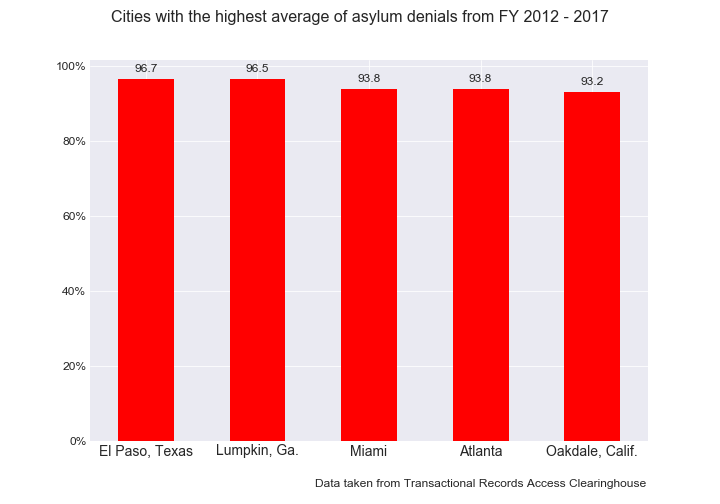 Cities with the highest average of asylum denials from FY 2012 - 2017
100%
80%
60%
40%
20%
0%
96.7
96.5
93.8
93.8
93.2
El Paso, Texas
Lumpkin, Ga.
Miami
Atlanta
Oakdale, Calif.
Data taken from Transactional Records Access Clearinghouse